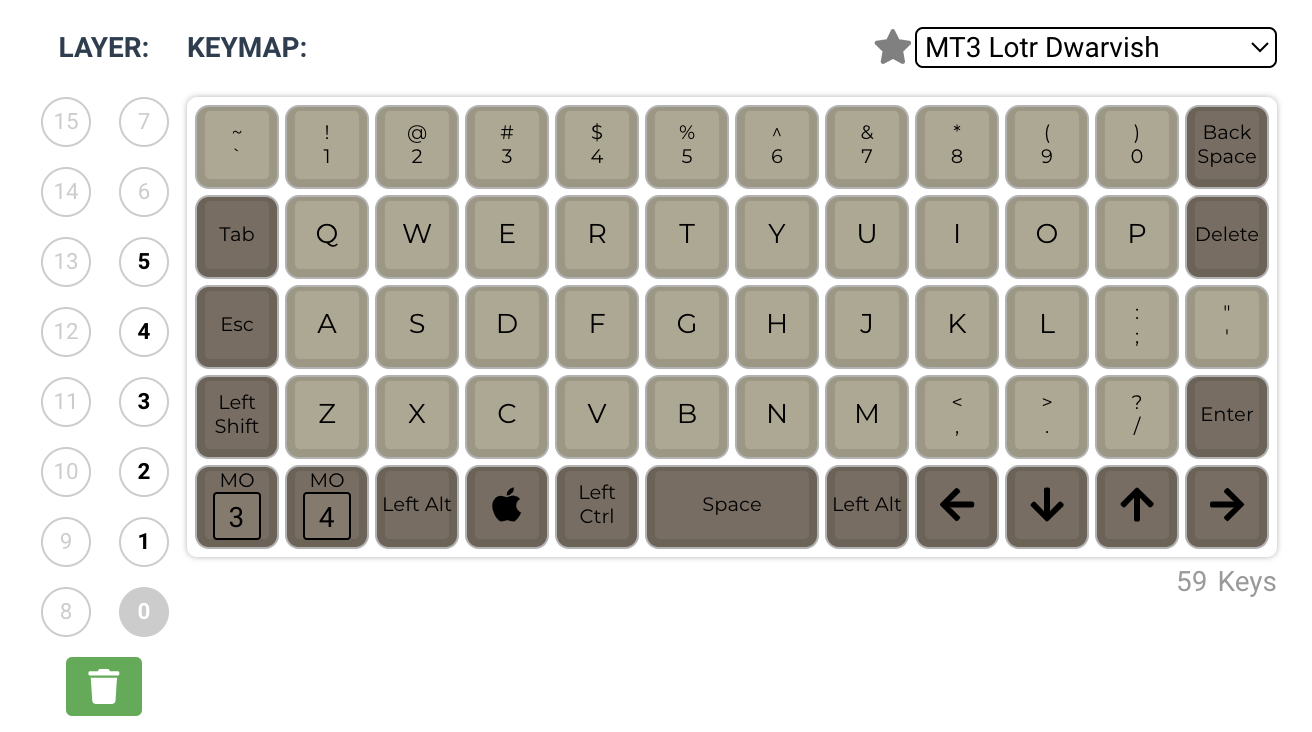 LAYER: KEYMAP: MT3 Lotr Dwarvish
15 7 ~ ! @ # $ % ^ & * ( ) Back
` 1 2 3 4 5 6 7 8 9 0 Space
14 6
Tab Q W E R T Y U I O P Delete
13 5
12 4 Esc A S D F G H J K L : "
; '
11 3 Left Z X C V B N M < > ? Enter
Shift , . /
10 2 MO MO Left Alt Left Space Left Alt
3 4 Ctrl
9 1
59 Keys
8 0